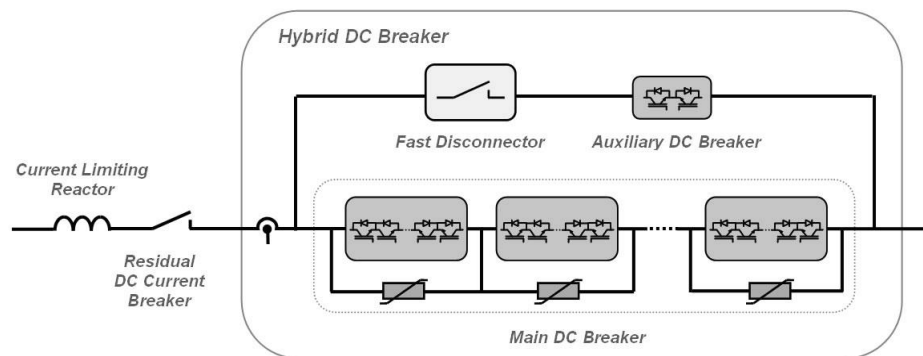 Hybrid DC Breaker
Fast Disconnector
Auxiliary DC Breaker
Current Limiting
Reactor
Residual
DC Current
Breaker
Main DC Breaker